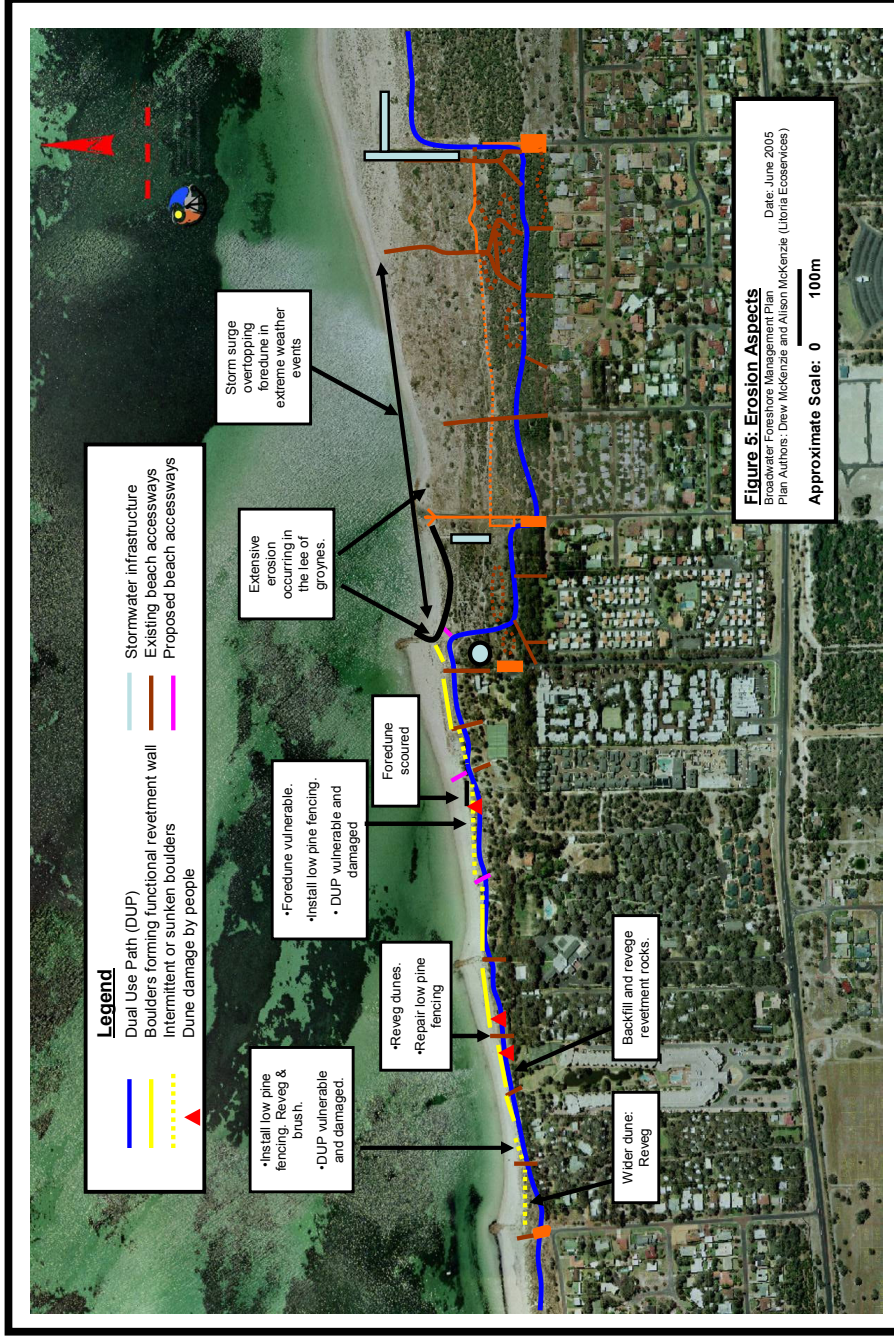 Legend
Dual Use Path (DUP)
Boulders forming functional revetment wall
Intermittent or sunken boulders
Dune damage by people
Stormwater infrastructure
Existing beach accessways
Proposed beach accessways
•Install low pine
fencing. Reveg &
brush.
•DUP vulnerable
and damaged.
•Reveg dunes.
•Repair low pine
fencing
•Foredune vulnerable.
•Install low pine fencing.
• DUP vulnerable and
damaged
Foredune
scoured
Extensive
erosion
occurring in
the lee of
groynes.
Storm surge
overtopping
foredune in
extreme weather
events
Wider dune:
Reveg
Backfill and revege
revetment rocks.
Figure 5: Erosion Aspects
Broadwater Foreshore Management Plan Date: June 2005
Plan Authors: Drew McKenzie and Alison McKenzie (Litoria Ecoservices)
Approximate Scale: 0 100m